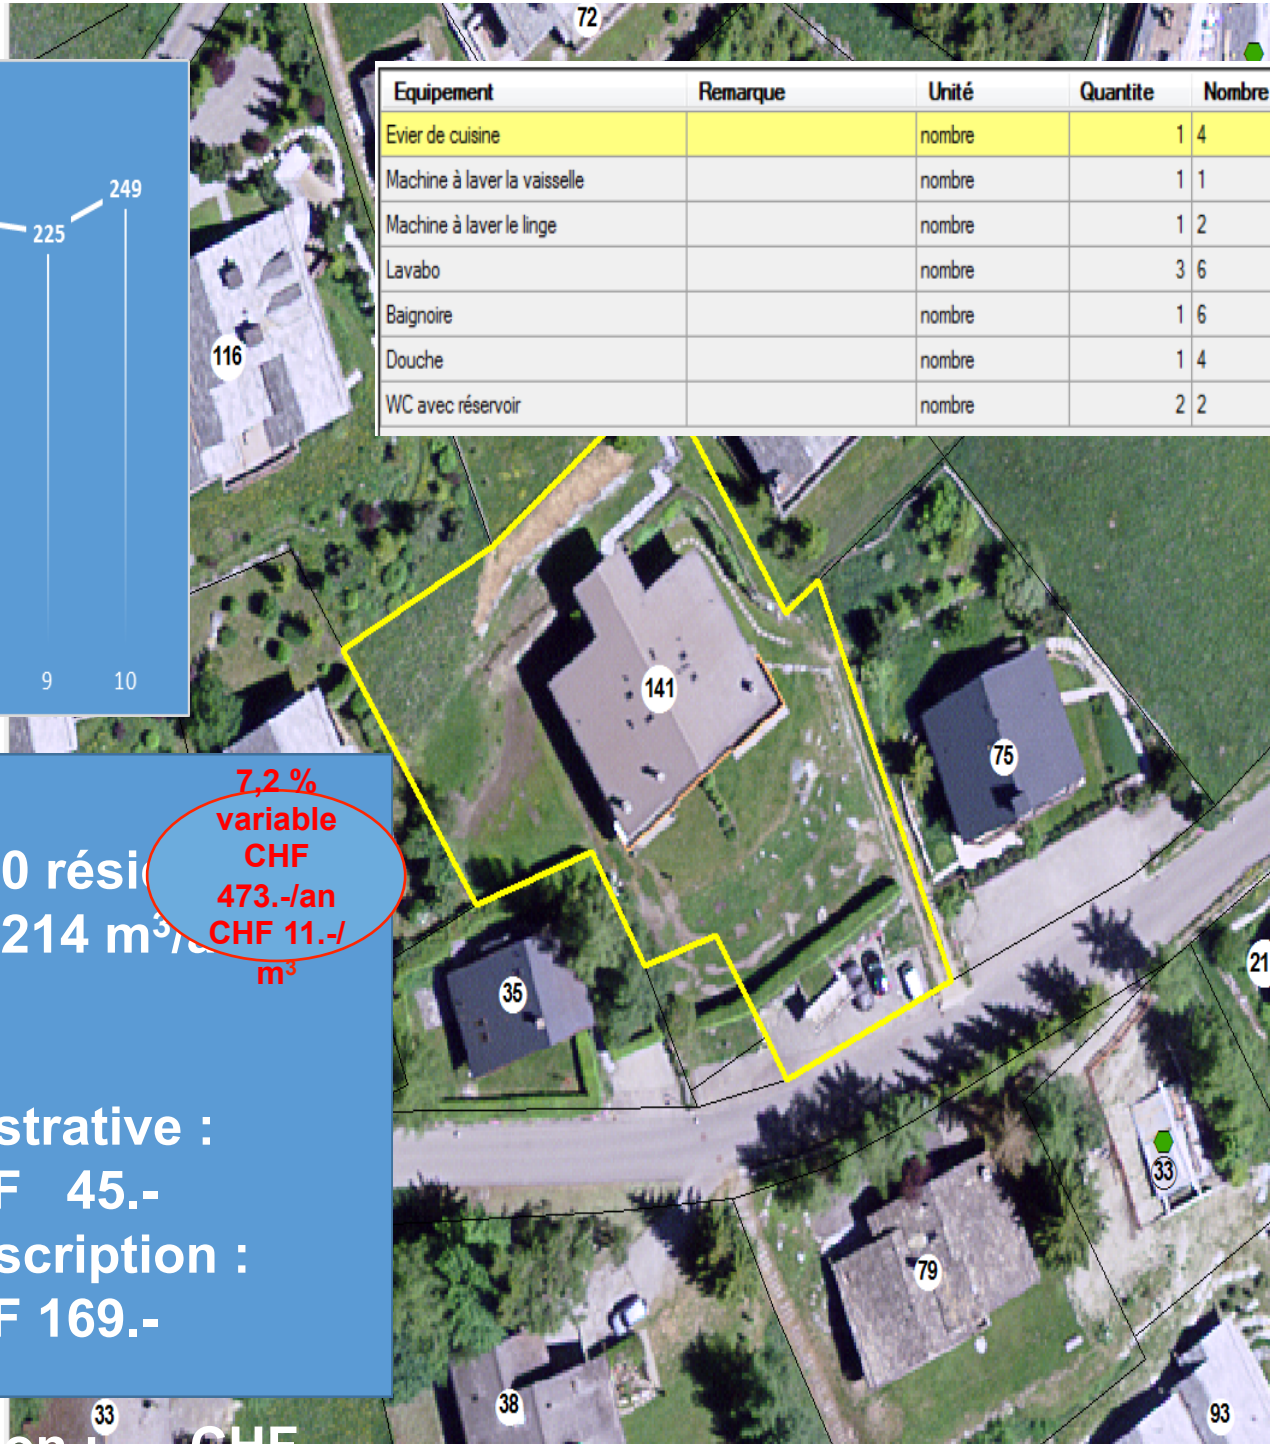 72
Equipement Remarque Unité Quantite Nombre
Evier de cuisine nombre 1 4
Machine à laver la vaisselle nombre 1 1
Machine à laver le linge nombre 1 2
Lavabo nombre 3 6
Baignoire nombre 1 6
Douche nombre 1 4
WC avec réservoir nombre 2 2
249
225
116
9 10
141
75
7,2 %
variable
CHF
473.-/an
CHF 11.-/
m³
0 rési
214 m³/a
35
21
strative :
F 45.-
scription :
F 169.-
33
79
38
33
93
on : CHF